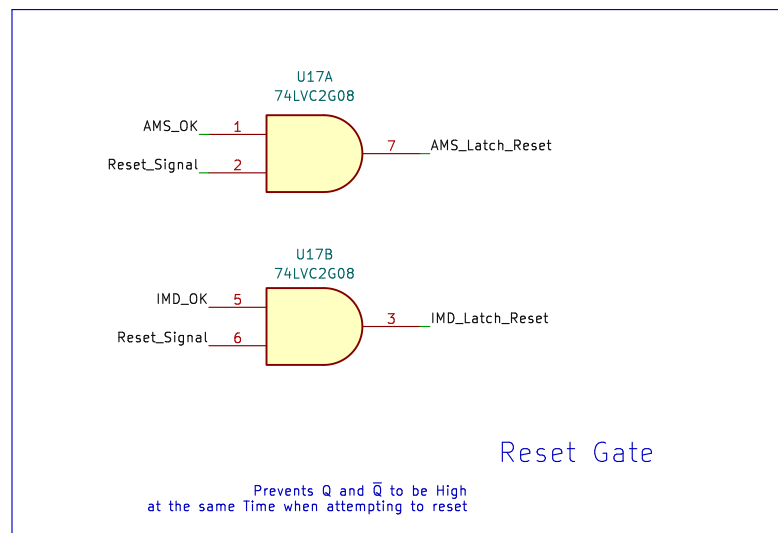 U17A
74LVC2G08
AMS_OK
1
Reset_Signal
2
7
AMS_Latch_Reset
U17B
74LVC2G08
IMD_OK
5
Reset_Signal
6
3
IMD_Latch_Reset
Reset Gate
Prevents Q and Q̅ to be High
at the same Time when attempting to reset